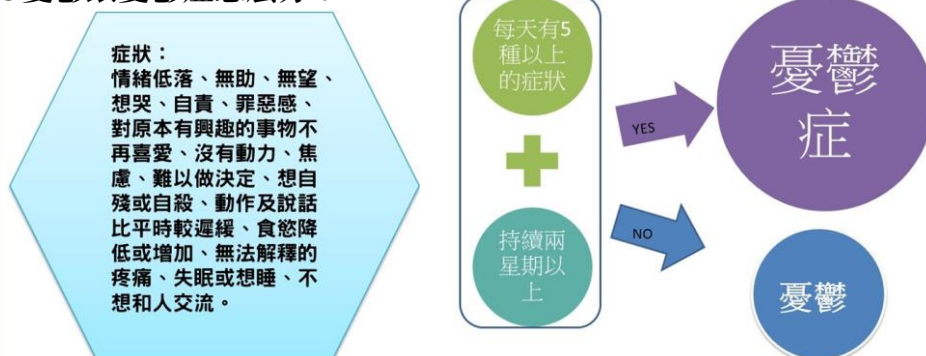 症狀：
情緒低落、無助、無望、
想哭、自責、罪惡感、
對原本有興趣的事物不
再喜愛、沒有動力、焦
慮、難以做決定、想自
殘或自殺、動作及說話
比平時較遲緩、食慾降
低或增加、無法解釋的
疼痛、失眠或想睡、不
想和人交流。
每天有5
種以上
的症狀
持續兩
星期以
上
YES
NO
憂鬱
症
憂鬱